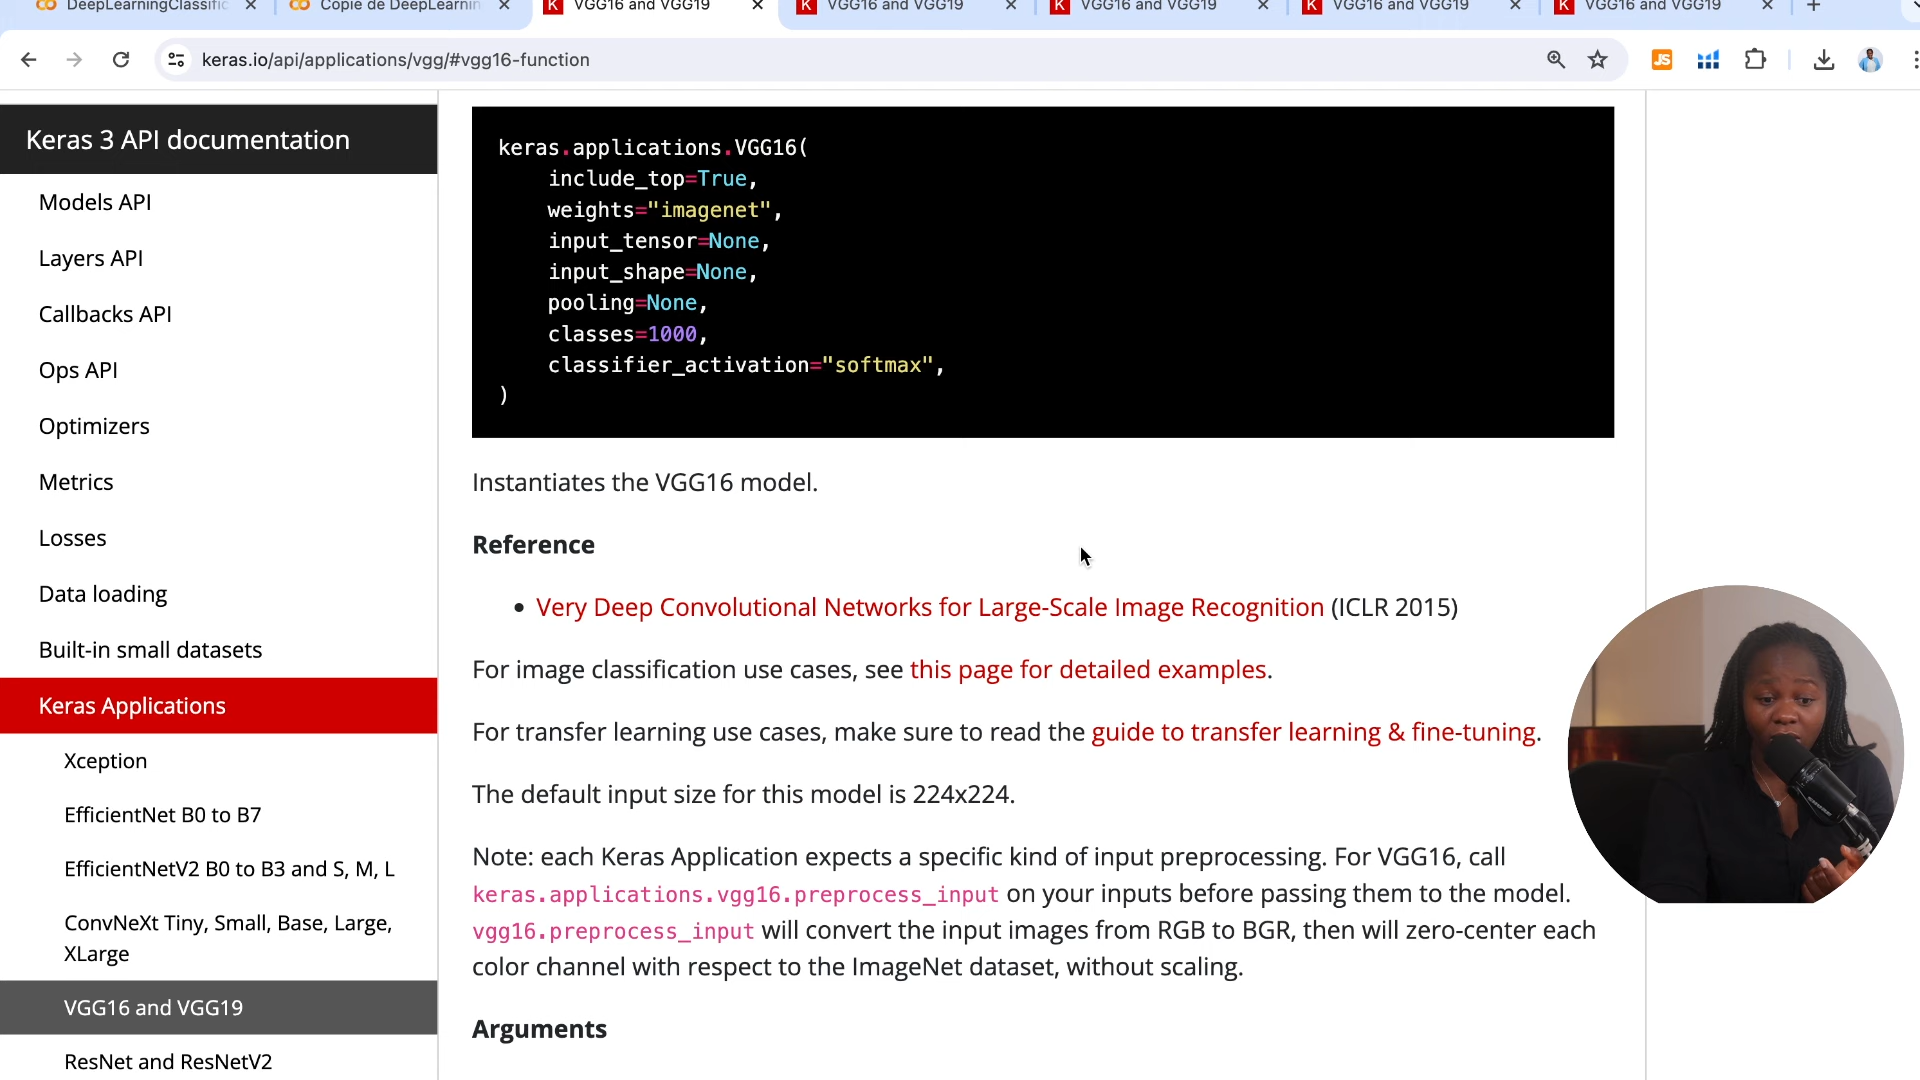 DeepLearningClassific
Copie de DeepLearnin
VGG16 and VGG19
VGG16 and VGG19
VGG16 and VGG19
VGG16 and VGG19
VGG16 and VGG19
keras.io/api/applications/vgg/#vgg16-function
JS
Keras 3 API documentation
Models API
Layers API
Callbacks API
Ops API
Optimizers
Metrics
Losses
Data loading
Built-in small datasets
Keras Applications
Xception
EfficientNet B0 to B7
EfficientNetV2 B0 to B3 and S, M, L
ConvNeXt Tiny, Small, Base, Large,
XLarge
VGG16 and VGG19
ResNet and ResNetV2
keras.applications.VGG16(
include_top=True,
weights="imagenet",
input_tensor=None,
input_shape=None,
pooling=None,
classes=1000,
classifier_activation="softmax",
)
Instantiates the VGG16 model.
Reference
• Very Deep Convolutional Networks for Large-Scale Image Recognition (ICLR 2015)
For image classification use cases, see this page for detailed examples.
For transfer learning use cases, make sure to read the guide to transfer learning & fine-tuning.
The default input size for this model is 224x224.
Note: each Keras Application expects a specific kind of input preprocessing. For VGG16, call
keras.applications.vgg16.preprocess_input on your inputs before passing them to the model.
vgg16.preprocess_input will convert the input images from RGB to BGR, then will zero-center each
color channel with respect to the ImageNet dataset, without scaling.
Arguments